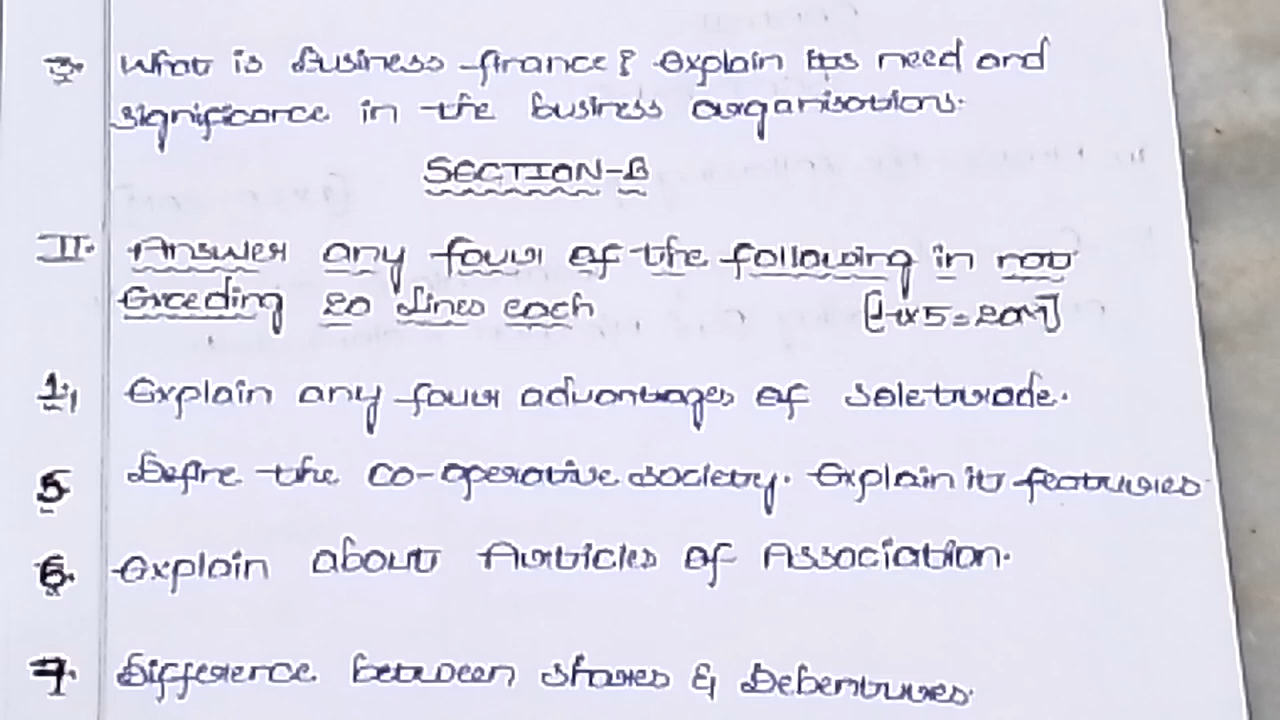 3. What is Business finance? Explain its need and
significance in the business organisations.
SECTION-B
II. Answer any four of the following in not
Exceding 20 Lines each [4x5=20M]
4. Explain any four advantages of Soletrade.
5. Define the co-operative society. Explain its features
6. Explain about Articles of Association.
7. Difference between shares & Debentures.